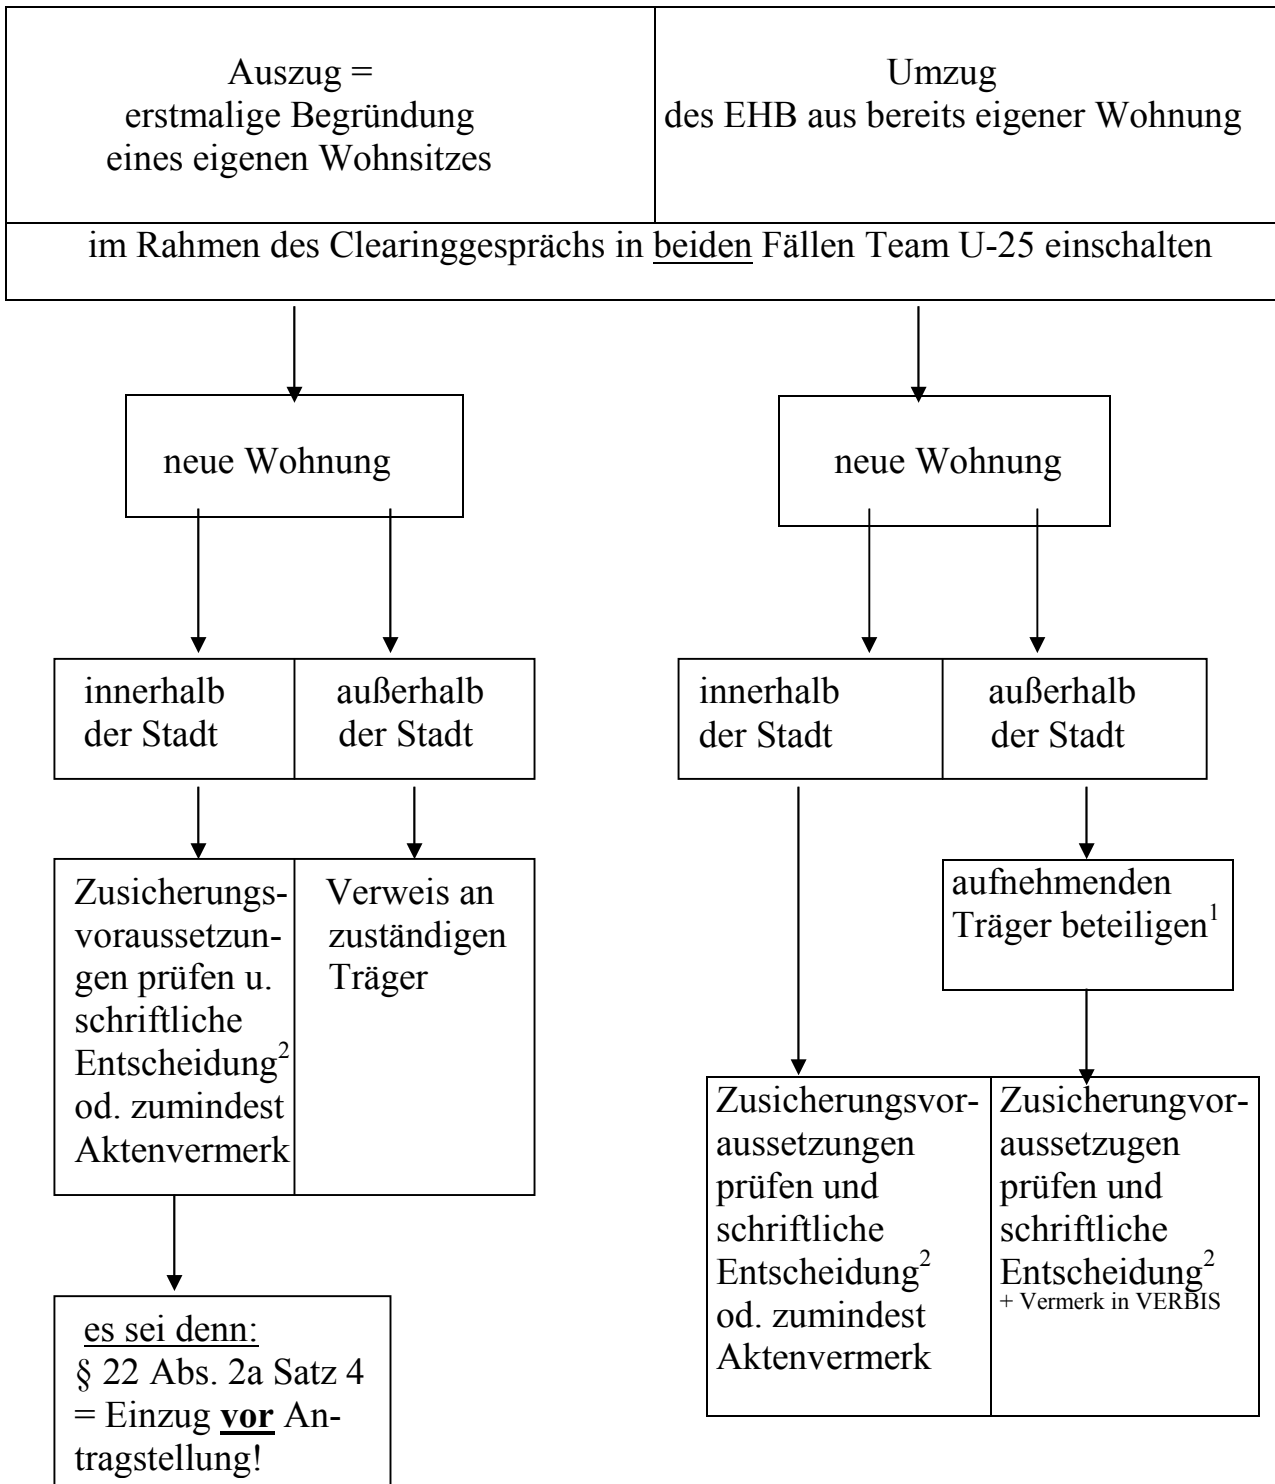 Auszug =
erstmalige Begründung
eines eigenen Wohnsitzes
Umzug
des EHB aus bereits eigener Wohnung
im Rahmen des Clearinggesprächs in beiden Fällen Team U-25 einschalten
neue Wohnung
neue Wohnung
innerhalb
der Stadt
außerhalb
der Stadt
innerhalb
der Stadt
außerhalb
der Stadt
Zusicherungs-
voraussetzun-
gen prüfen u.
schriftliche
Entscheidung²
od. zumindest
Aktenvermerk
Verweis an
zuständigen
Träger
aufnehmenden
Träger beteiligen¹
Zusicherungsvor-
aussetzungen
prüfen und
schriftliche
Entscheidung²
od. zumindest
Aktenvermerk
Zusicherungvor-
aussetzugen
prüfen und
schriftliche
Entscheidung²
+ Vermerk in VERBIS
es sei denn:
§ 22 Abs. 2a Satz 4
= Einzug vor An-
tragstellung!